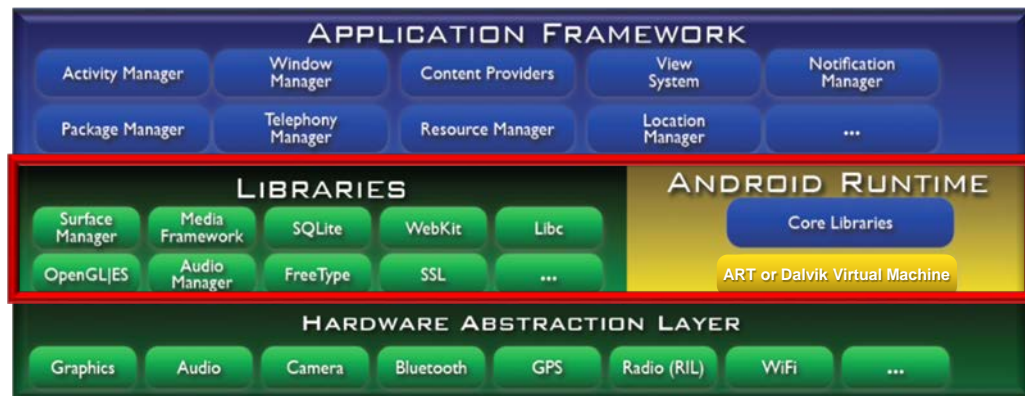 APPLICATION FRAMEWORK
Activity Manager
Window
Manager
Content Providers
View
System
Notification
Manager
Package Manager
Telephony
Manager
Resource Manager
Location
Manager
...
LIBRARIES
Surface
Manager
Media
Framework
SQLite
WebKit
Libc
OpenGL|ES
Audio
Manager
FreeType
SSL
...
ANDROID RUNTIME
Core Libraries
ART or Dalvik Virtual Machine
HARDWARE ABSTRACTION LAYER
Graphics
Audio
Camera
Bluetooth
GPS
Radio (RIL)
WiFi
...